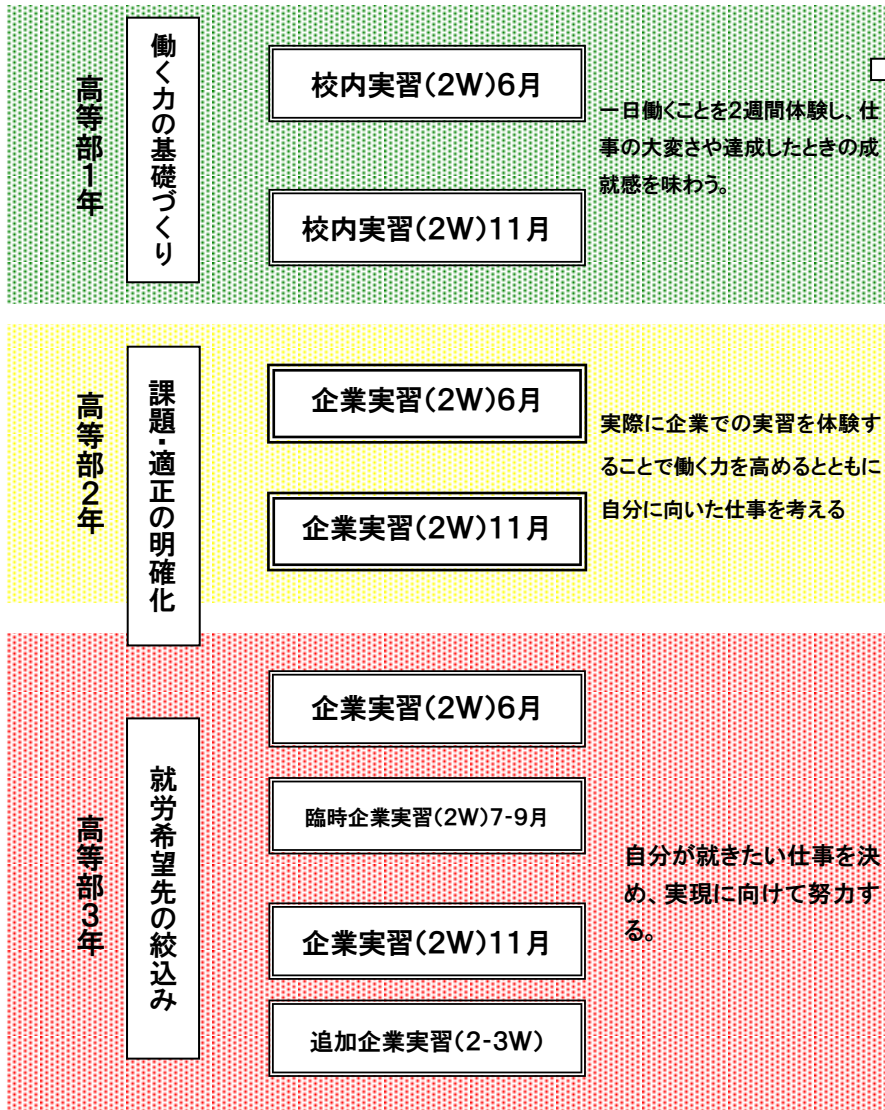 高等部1年
働く力の基礎づくり
校内実習(2W)6月
校内実習(2W)11月
一日働くことを2週間体験し、仕
事の大変さや達成したときの成
就感を味わう。
高等部2年
課題・適正の明確化
企業実習(2W)6月
企業実習(2W)11月
実際に企業での実習を体験す
ることで働く力を高めるとともに
自分に向いた仕事を考える
高等部3年
就労希望先の絞込み
企業実習(2W)6月
臨時企業実習(2W)7-9月
企業実習(2W)11月
追加企業実習(2-3W)
自分が就きたい仕事を決
め、実現に向けて努力す
る。